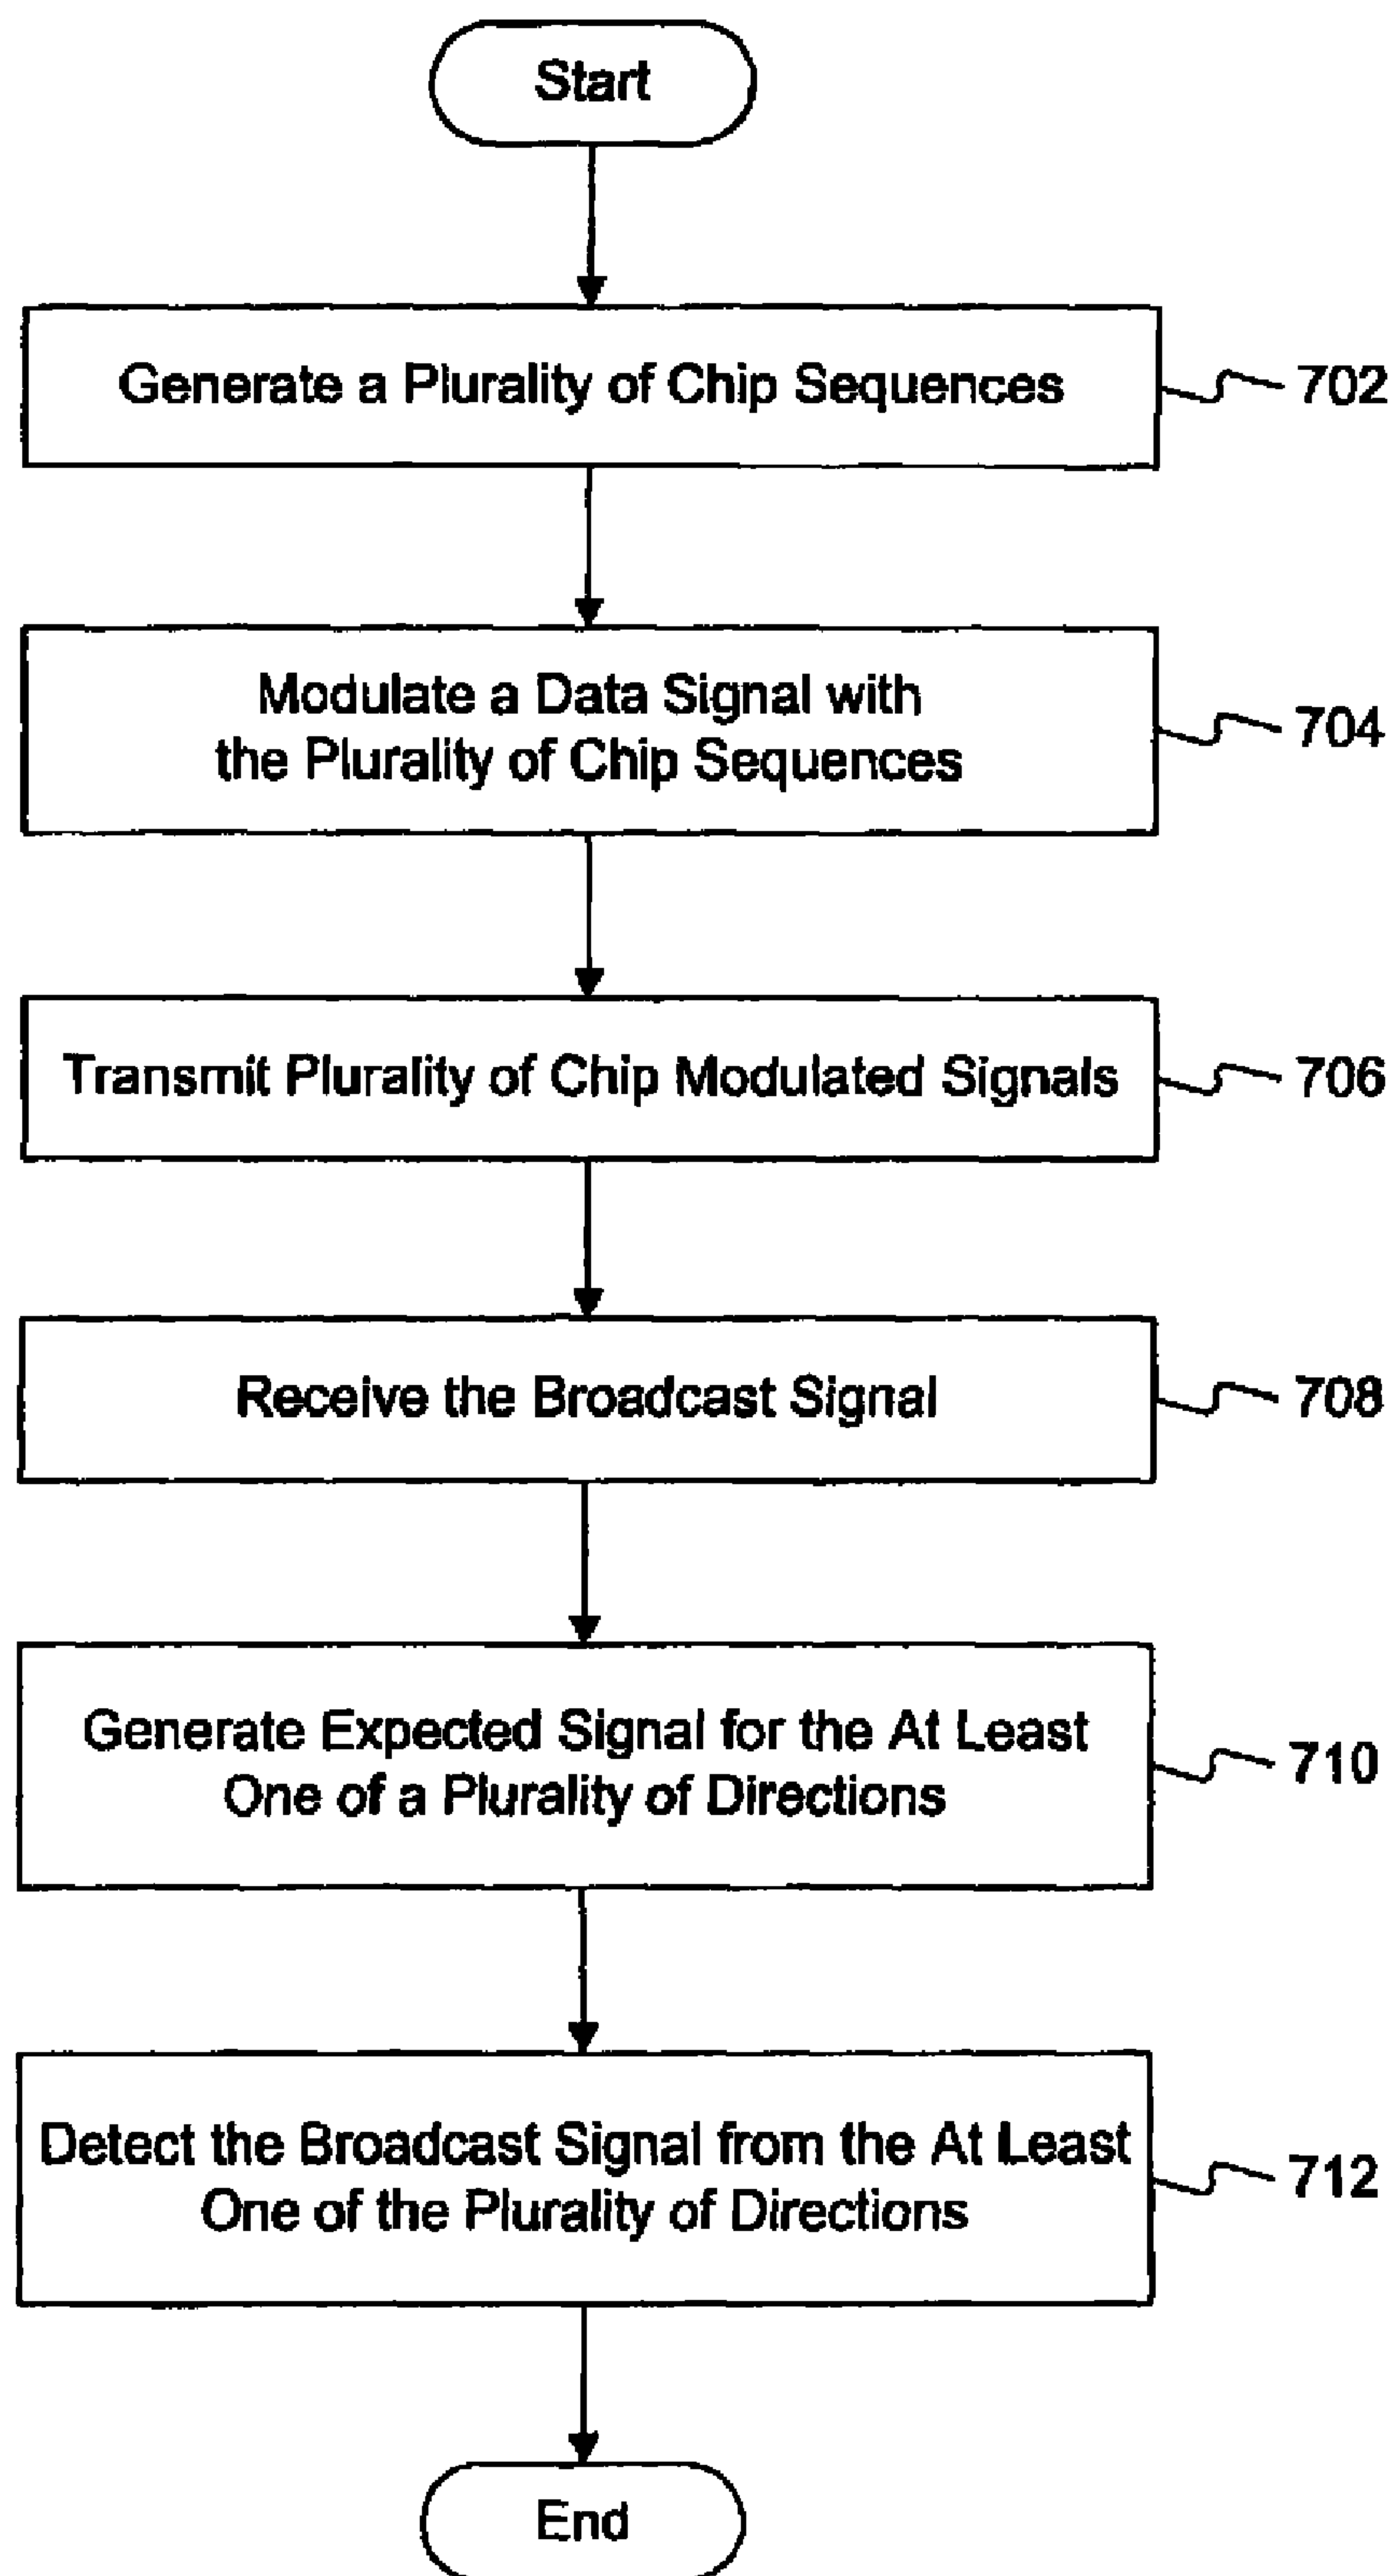 Start
Generate a Plurality of Chip Sequences
702
Modulate a Data Signal with
the Plurality of Chip Sequences
704
Transmit Plurality of Chip Modulated Signals
706
Receive the Broadcast Signal
708
Generate Expected Signal for the At Least
One of a Plurality of Directions
710
Detect the Broadcast Signal from the At Least
One of the Plurality of Directions
712
End